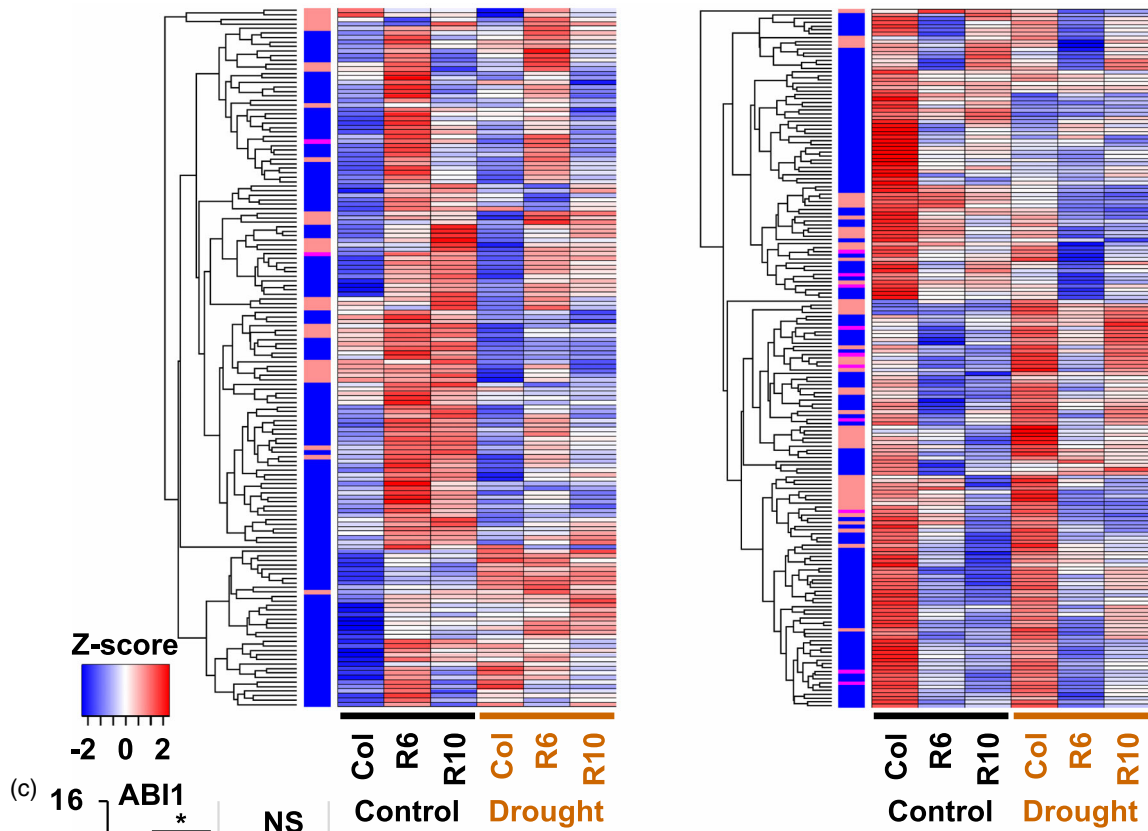 Z-score
-2 0 2
Col R6 R10 Col R6 R10
Control Drought
Col R6 R10 Col R6 R10
Control Drought
(c) 16 ABI1
* NS